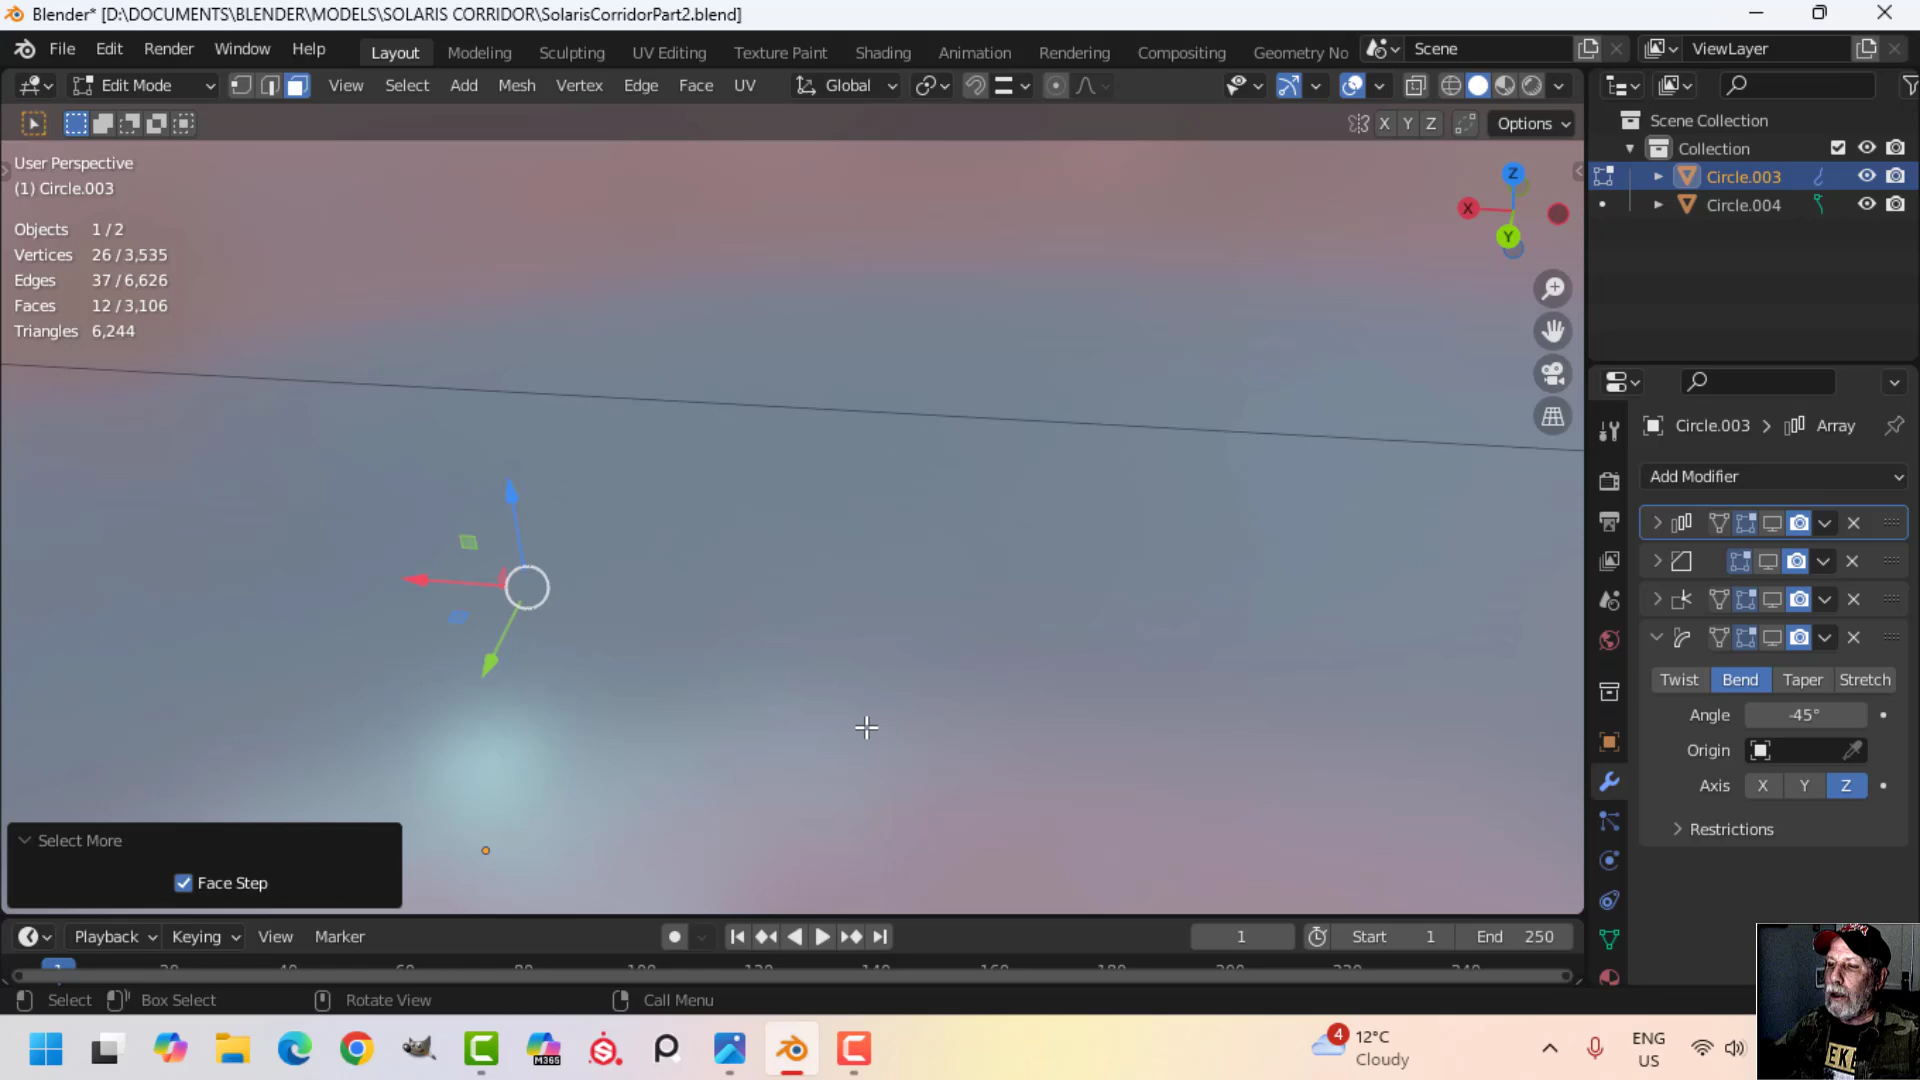 Blender* [D:\DOCUMENTS\BLENDER\MODELS\SOLARIS CORRIDOR\SolarisCorridorPart2.blend]
File Edit Render Window Help Layout Modeling Sculpting UV Editing Texture Paint Shading Animation Rendering Compositing Geometry No Scene ViewLayer
Edit Mode View Select Add Mesh Vertex Edge Face UV Global
X Y Z Options
User Perspective
(1) Circle.003
Objects 1 / 2
Vertices 26 / 3,535
Edges 37 / 6,626
Faces 12 / 3,106
Triangles 6,244
Z
X
Y
Scene Collection
Collection
Circle.003
Circle.004
Circle.003 > Array
Add Modifier
Twist Bend Taper Stretch
Angle -45°
Origin
Axis X Y Z
Restrictions
Select More
Face Step
Playback Keying View Marker 1 Start 1 End 250
Select Box Select Rotate View Call Menu
M365
4
12°C
Cloudy
ENG
US